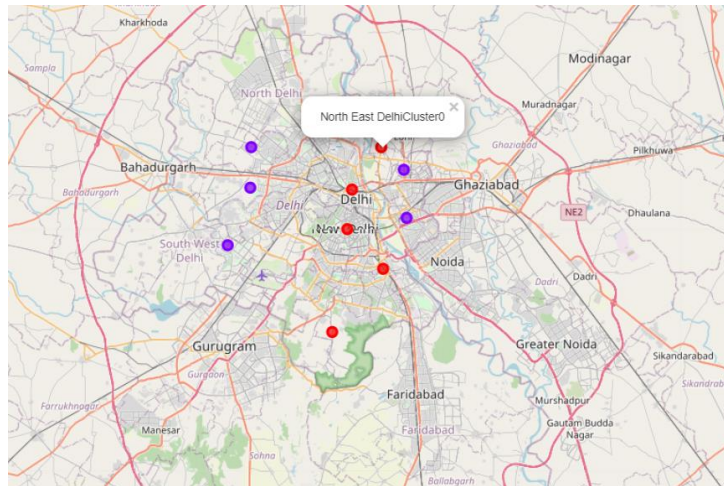 Kharkhoda
Sampla
Modinagar
North Delhi
Muradnagar
×
North East DelhiCluster0
Ghaziabad
Pilkhuwa
Bahadurgarh
Bahadurgarh
Ghaziabad
Delhi
Delhi
NE2
Dhaulana
New Delhi
South West
Delhi
Noida
Dadri
Dadri
Gurugram
Greater Noida
Sikandarabad
Gurgaon
Faridabad
Farrukhnagar
Murshadpur
Manesar
Faridabad
Gautam Budda
Nagar
Sohna
Ballabgarh